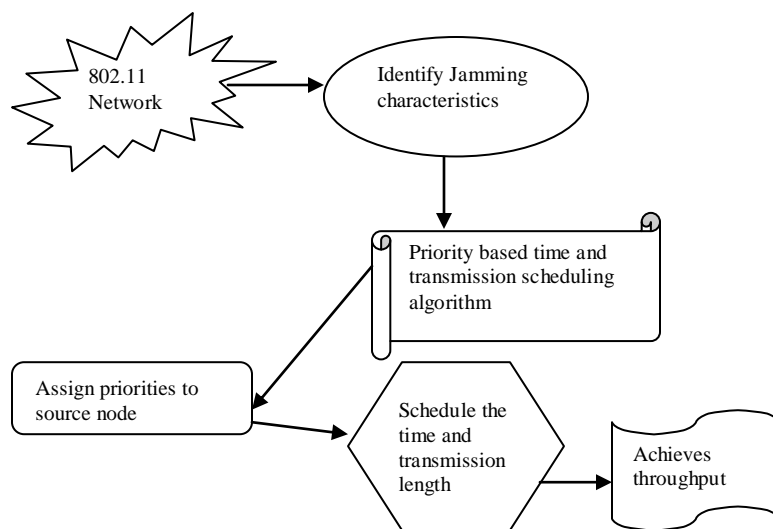 802.11
Network
Identify Jamming
characteristics
Priority based time and
transmission scheduling
algorithm
Assign priorities to
source node
Schedule the
time and
transmission
length
Achieves
throughput